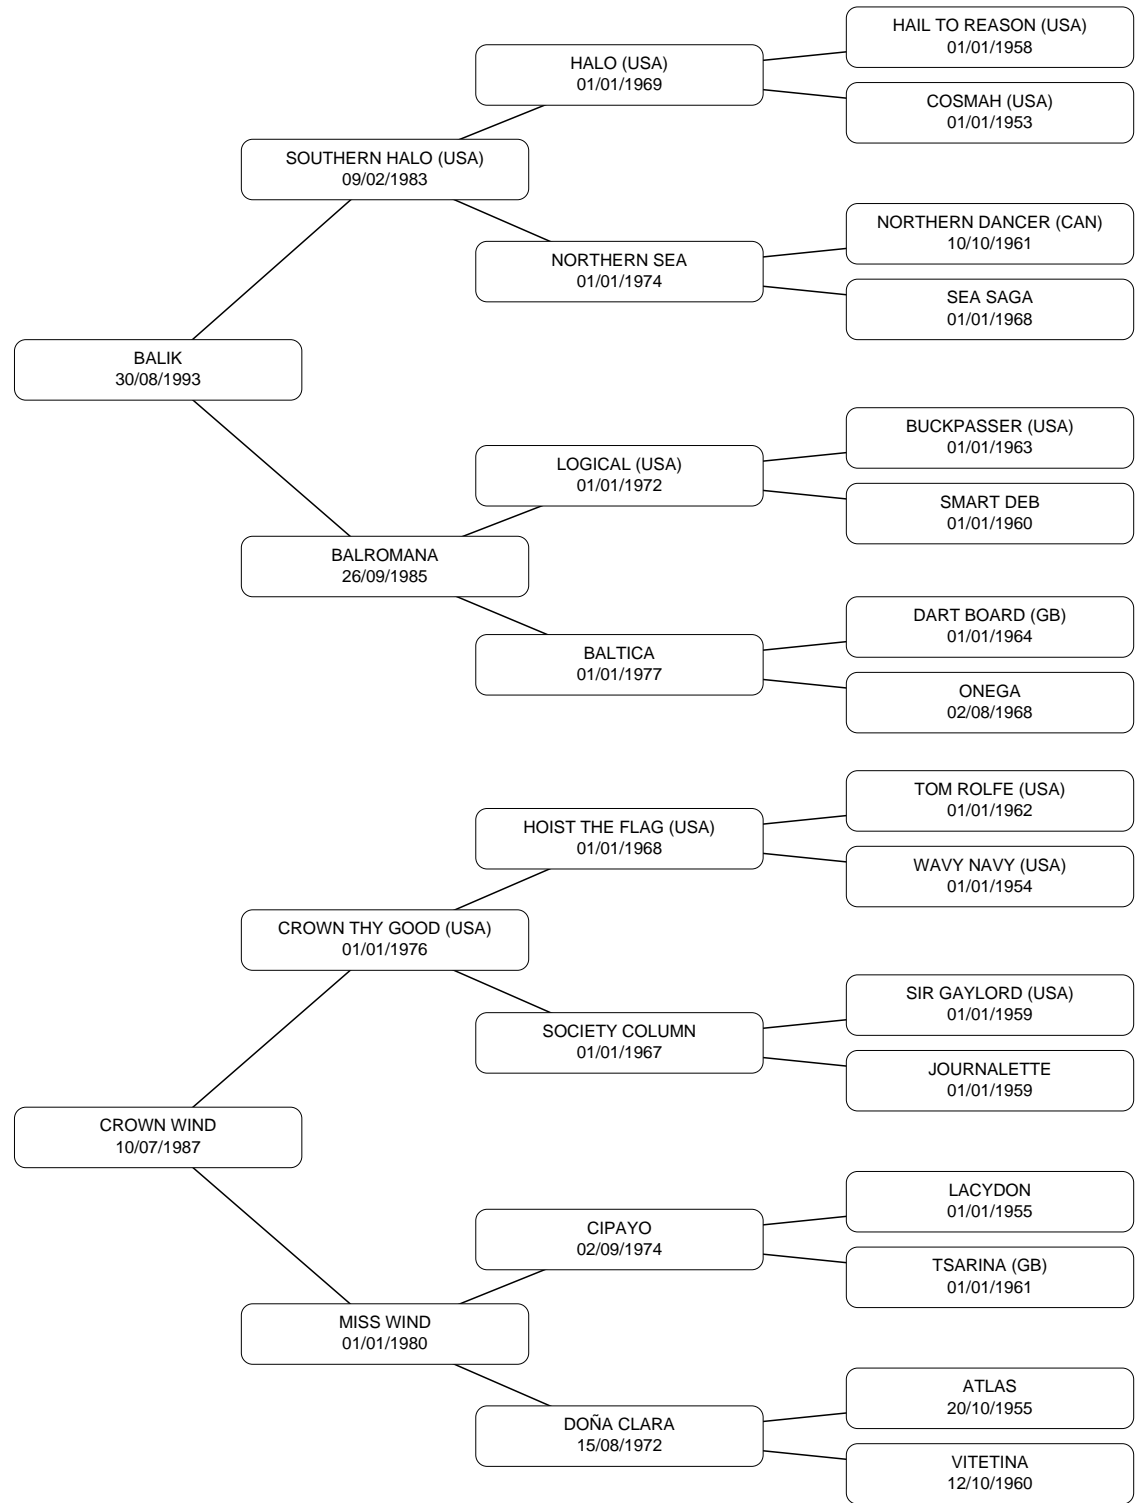 HAIL TO REASON (USA)
01/01/1958
HALO (USA)
01/01/1969
COSMAH (USA)
01/01/1953
SOUTHERN HALO (USA)
09/02/1983
NORTHERN DANCER (CAN)
10/10/1961
NORTHERN SEA
01/01/1974
SEA SAGA
01/01/1968
BALIK
30/08/1993
BUCKPASSER (USA)
01/01/1963
LOGICAL (USA)
01/01/1972
SMART DEB
01/01/1960
BALROMANA
26/09/1985
DART BOARD (GB)
01/01/1964
BALTICA
01/01/1977
ONEGA
02/08/1968
TOM ROLFE (USA)
01/01/1962
HOIST THE FLAG (USA)
01/01/1968
WAVY NAVY (USA)
01/01/1954
CROWN THY GOOD (USA)
01/01/1976
SIR GAYLORD (USA)
01/01/1959
SOCIETY COLUMN
01/01/1967
JOURNALETTE
01/01/1959
CROWN WIND
10/07/1987
LACYDON
01/01/1955
CIPAYO
02/09/1974
TSARINA (GB)
01/01/1961
MISS WIND
01/01/1980
ATLAS
20/10/1955
DOÑA CLARA
15/08/1972
VITETINA
12/10/1960